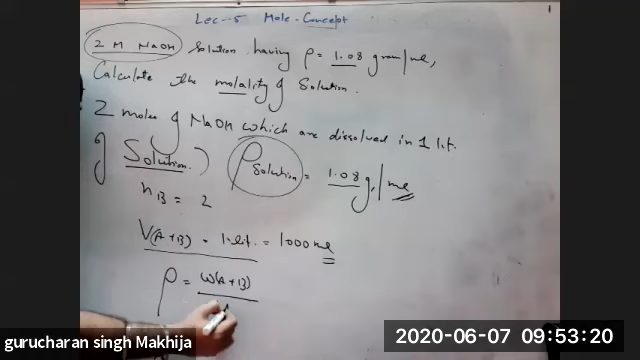 Lec-5 Mole-Concept
2 M NaOH Solution having ρ = 1.08 gram/ml,
Calculate the molality of Solution.
2 moles of NaOH which are dissolved in 1 lit.
of Solution.) ρ Solution = 1.08 g/ml
nB = 2
V(A+B) = 1 lit. = 1000 ml
ρ = W(A+B)
gurucharan singh Makhija
2020-06-07 09:53:20